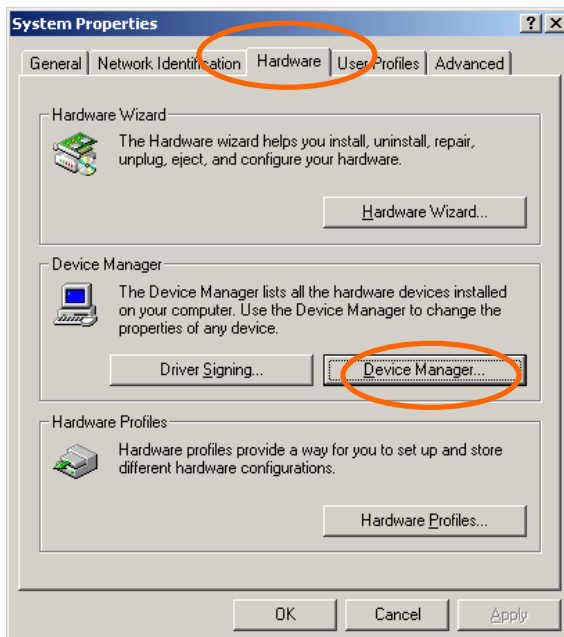 System Properties
General Network Identification Hardware User Profiles Advanced
Hardware Wizard
The Hardware wizard helps you install, uninstall, repair,
unplug, eject, and configure your hardware.
Hardware Wizard...
Device Manager
The Device Manager lists all the hardware devices installed
on your computer. Use the Device Manager to change the
properties of any device.
Driver Signing... Device Manager...
Hardware Profiles
Hardware profiles provide a way for you to set up and store
different hardware configurations.
Hardware Profiles...
OK Cancel Apply